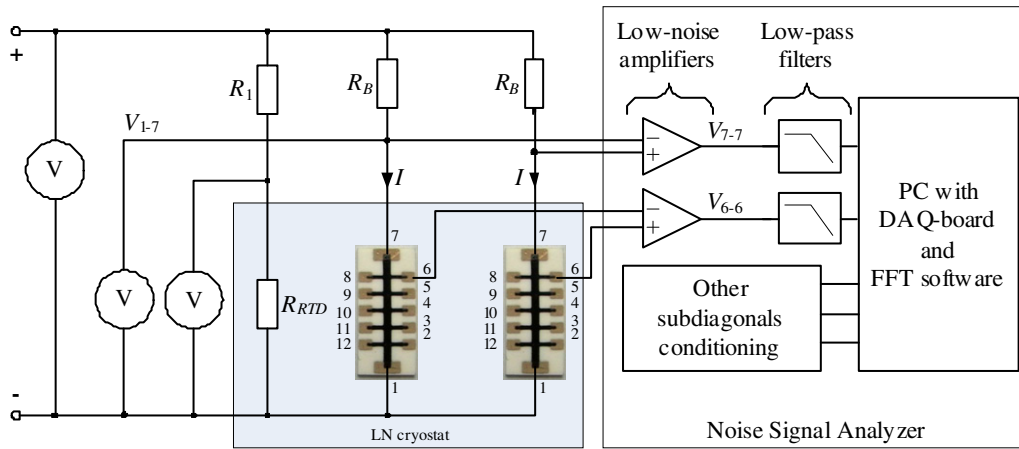 +
-
V
V
V
V1-7
R1
RB
RB
RRTD
I
I
7
8
9
10
11
12
6
5
4
3
2
1
7
8
9
10
11
12
6
5
4
3
2
1
LN cryostat
Low-noise
amplifiers
Low-pass
filters
−
+
V7-7
−
+
V6-6
Other
subdiagonals
conditioning
PC with
DAQ-board
and
FFT software
Noise Signal Analyzer